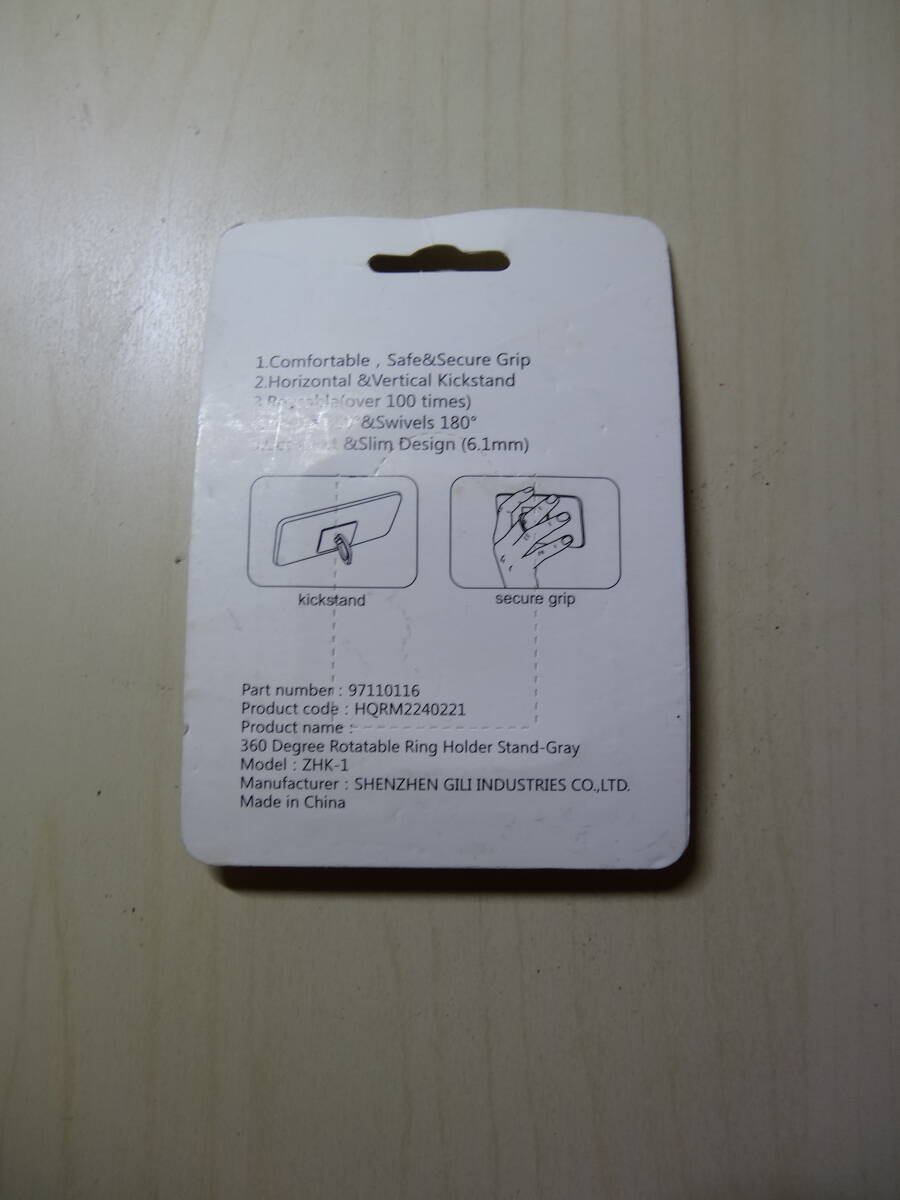 1.Comfortable , Safe&Secure Grip
2.Horizontal &Vertical Kickstand
3.Reusable(over 100 times)
&Swivels 180°
&Slim Design (6.1mm)
kickstand
secure grip
Part number : 97110116
Product code : HQRM2240221
Product name :
360 Degree Rotatable Ring Holder Stand-Gray
Model : ZHK-1
Manufacturer : SHENZHEN GILI INDUSTRIES CO.,LTD.
Made in China